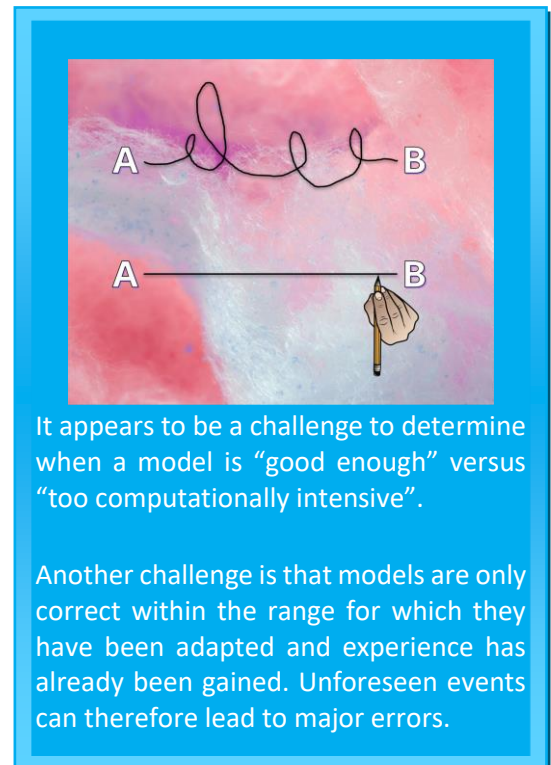 A B
A B
It appears to be a challenge to determine
when a model is “good enough” versus
“too computationally intensive”.
Another challenge is that models are only
correct within the range for which they
have been adapted and experience has
already been gained. Unforeseen events
can therefore lead to major errors.